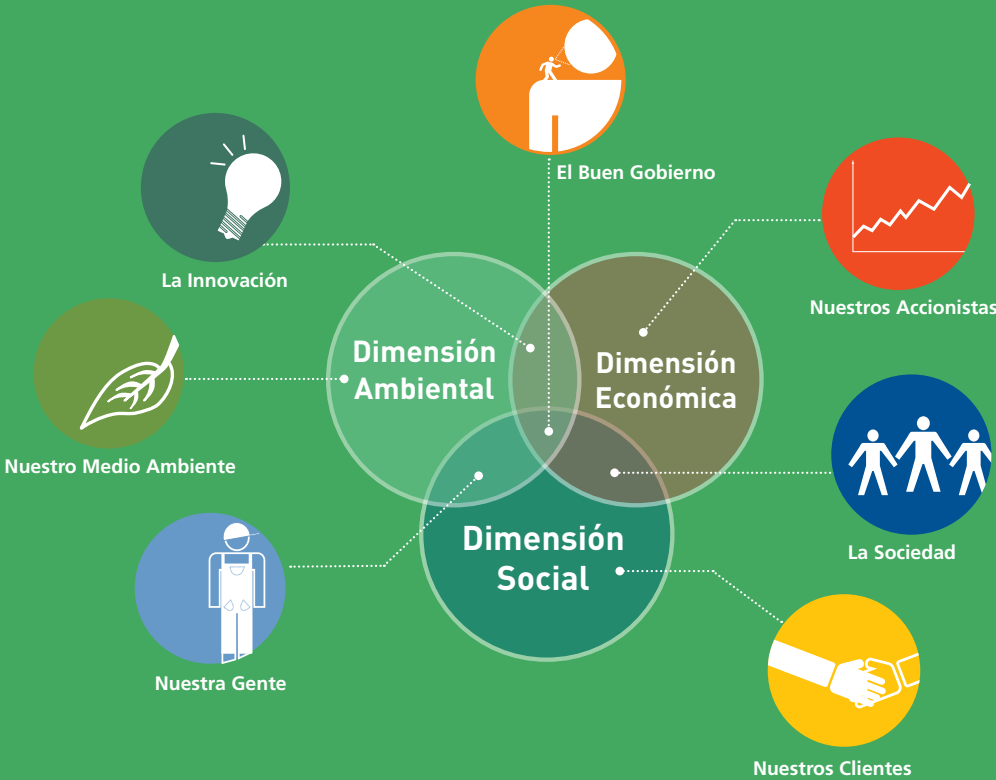 El Buen Gobierno
La Innovación
Nuestros Accionistas
Dimensión
Ambiental
Dimensión
Económica
Nuestro Medio Ambiente
La Sociedad
Dimensión
Social
Nuestra Gente
Nuestros Clientes